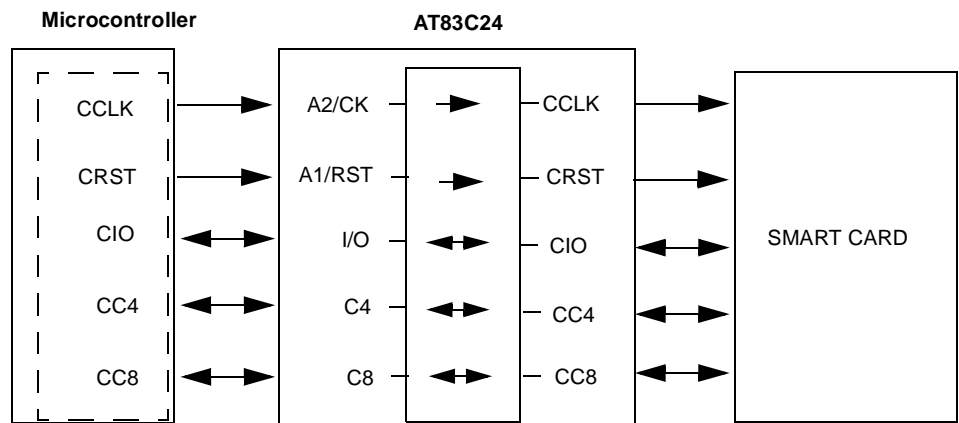 Microcontroller
AT83C24
CCLK A2/CK CCLK
CRST A1/RST CRST
CIO I/O CIO SMART CARD
CC4 C4 CC4
CC8 C8 CC8